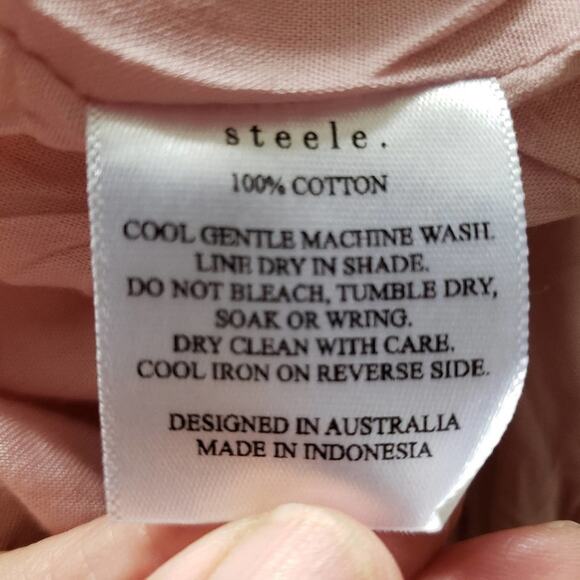 steele.
100% COTTON
COOL GENTLE MACHINE WASH.
LINE DRY IN SHADE.
DO NOT BLEACH, TUMBLE DRY,
SOAK OR WRING.
DRY CLEAN WITH CARE.
COOL IRON ON REVERSE SIDE.
DESIGNED IN AUSTRALIA
MADE IN INDONESIA